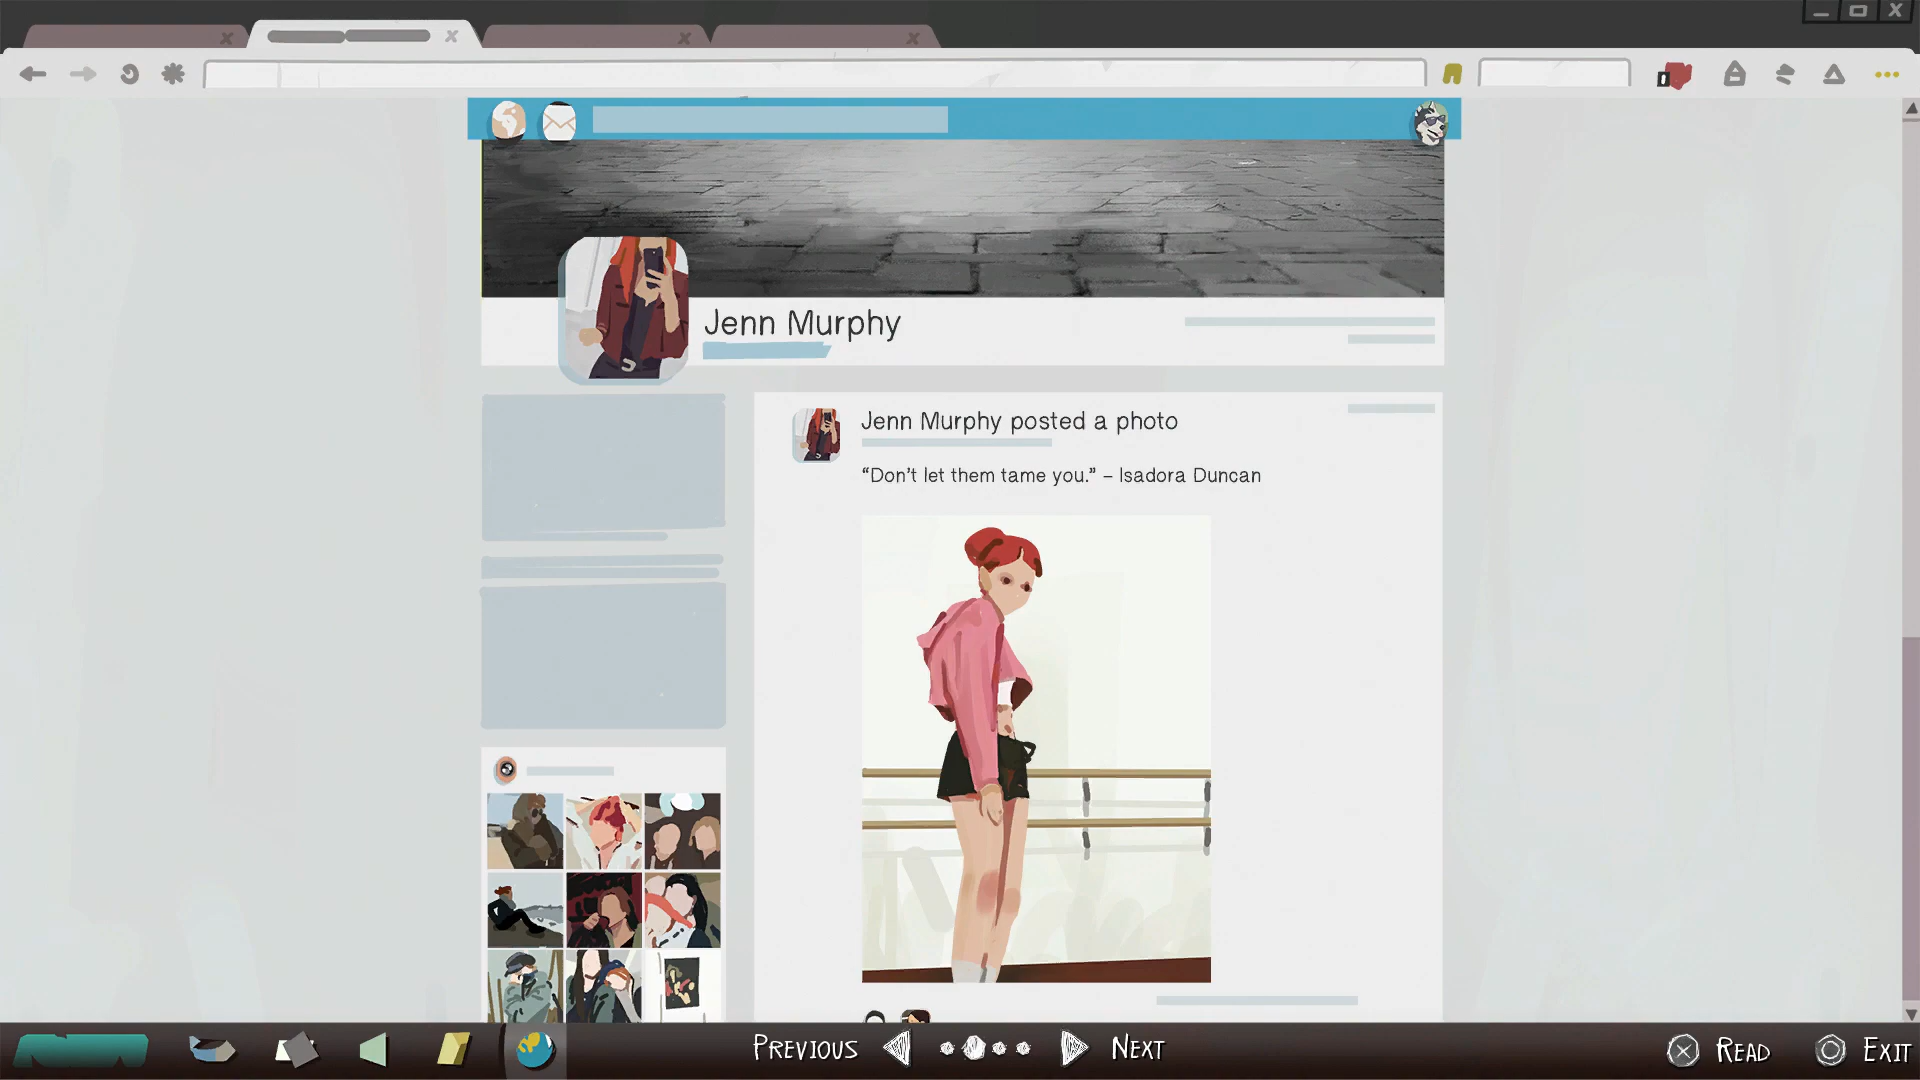 Jenn Murphy
Jenn Murphy posted a photo
“Don’t let them tame you.” – Isadora Duncan
Previous
Next
Read
Exit